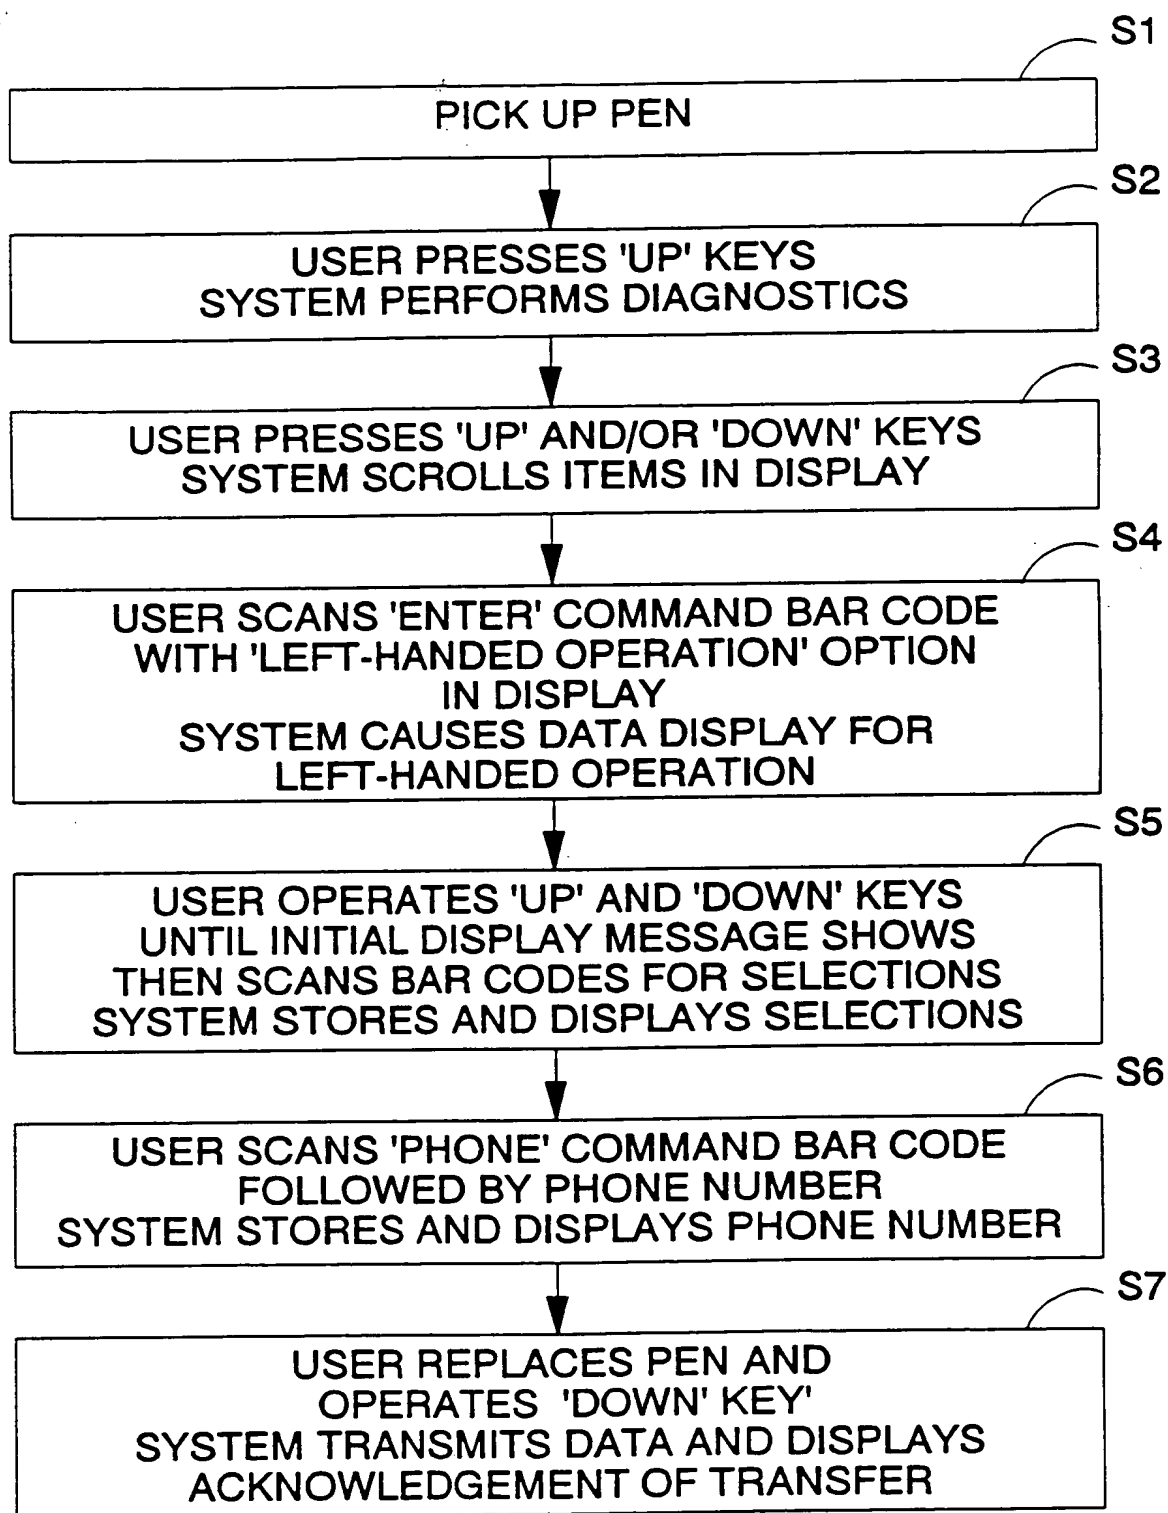 S1
PICK UP PEN
S2
USER PRESSES 'UP' KEYS
SYSTEM PERFORMS DIAGNOSTICS
S3
USER PRESSES 'UP' AND/OR 'DOWN' KEYS
SYSTEM SCROLLS ITEMS IN DISPLAY
S4
USER SCANS 'ENTER' COMMAND BAR CODE
WITH 'LEFT-HANDED OPERATION' OPTION
IN DISPLAY
SYSTEM CAUSES DATA DISPLAY FOR
LEFT-HANDED OPERATION
S5
USER OPERATES 'UP' AND 'DOWN' KEYS
UNTIL INITIAL DISPLAY MESSAGE SHOWS
THEN SCANS BAR CODES FOR SELECTIONS
SYSTEM STORES AND DISPLAYS SELECTIONS
S6
USER SCANS 'PHONE' COMMAND BAR CODE
FOLLOWED BY PHONE NUMBER
SYSTEM STORES AND DISPLAYS PHONE NUMBER
S7
USER REPLACES PEN AND
OPERATES 'DOWN' KEY'
SYSTEM TRANSMITS DATA AND DISPLAYS
ACKNOWLEDGEMENT OF TRANSFER